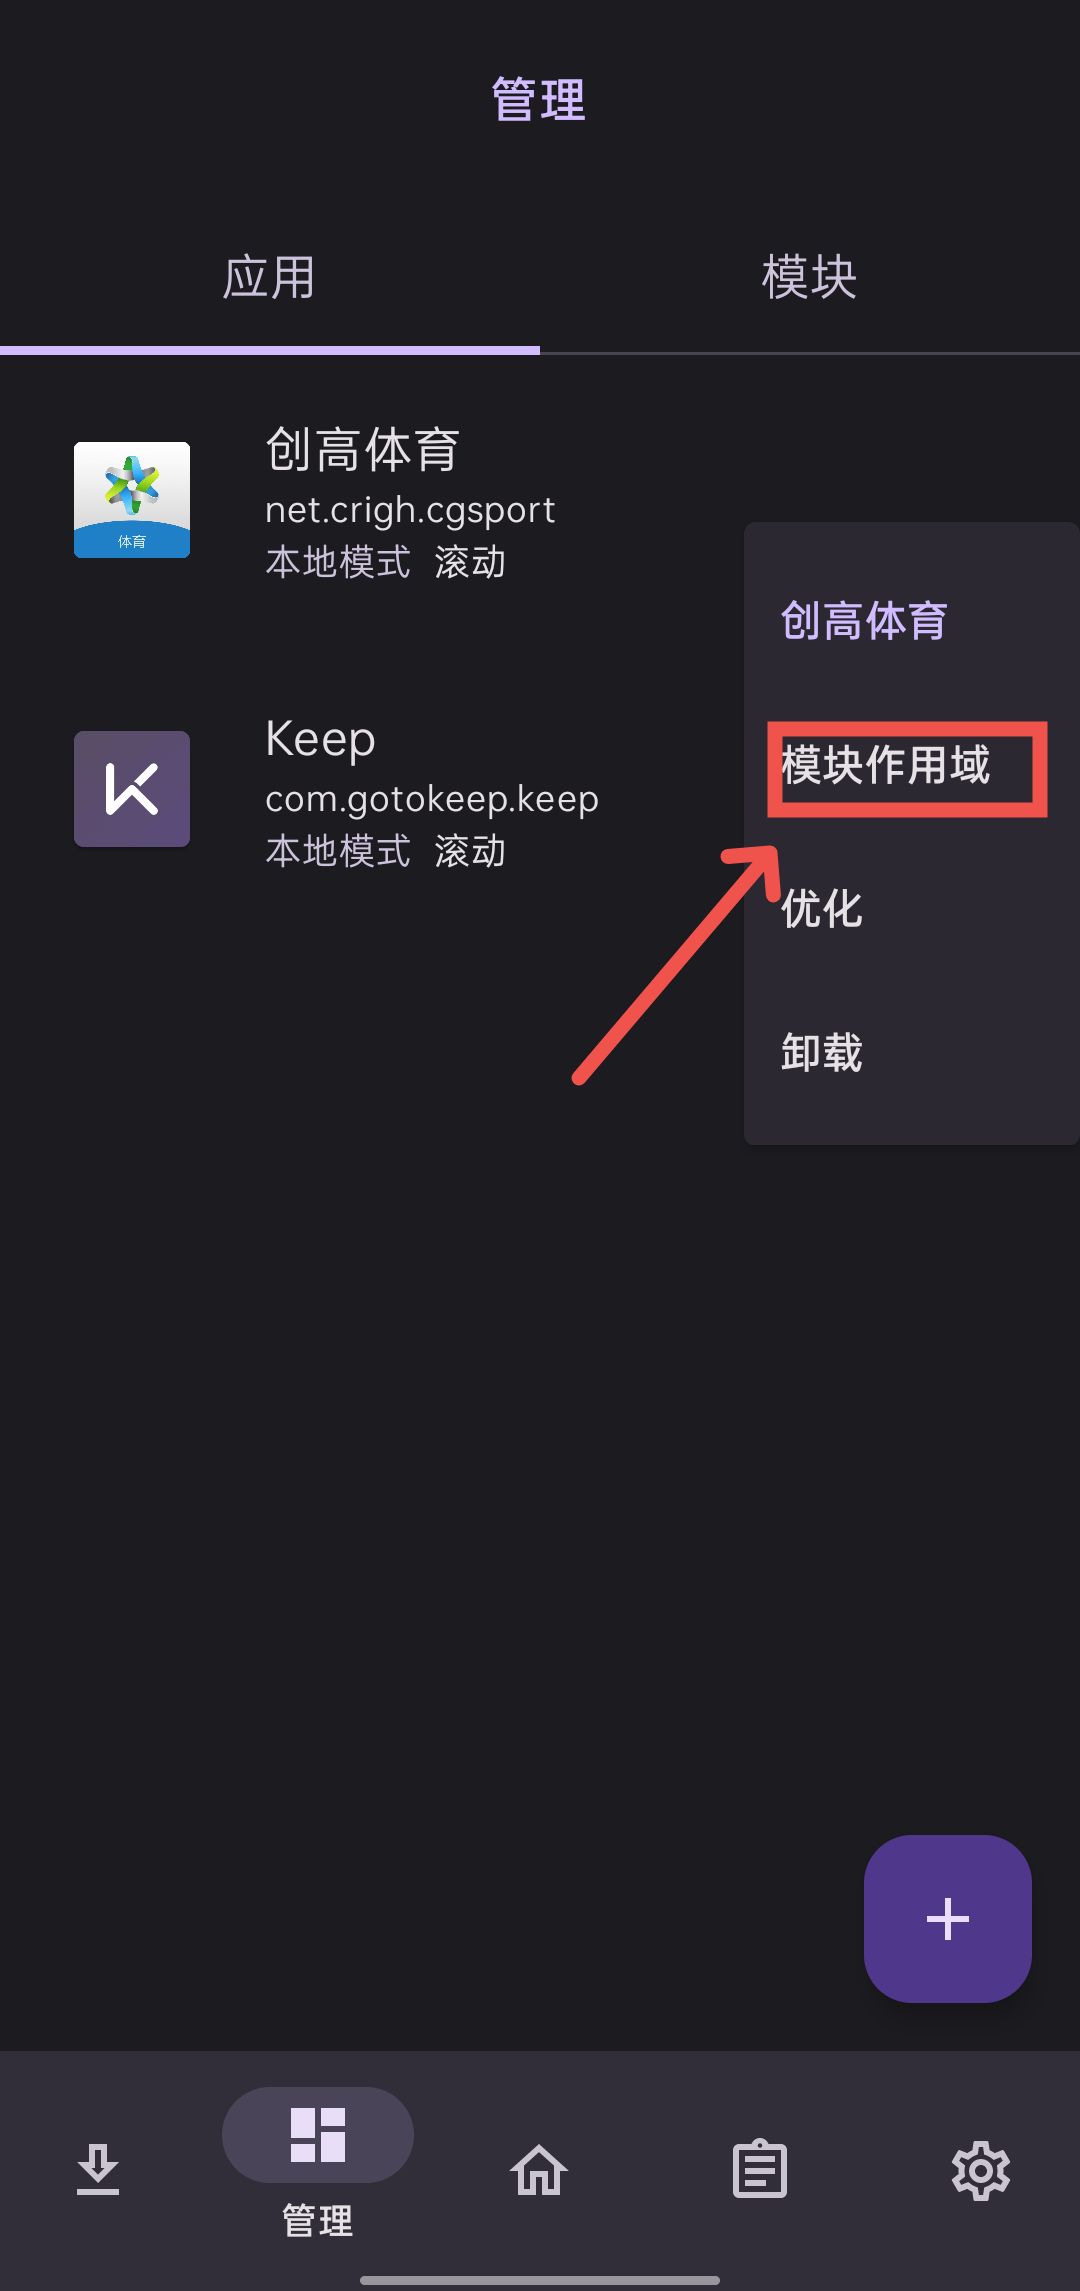 管理
应用
模块
体育
创高体育
net.crigh.cgsport
本地模式 滚动
Keep
com.gotokeep.keep
本地模式 滚动
创高体育
模块作用域
优化
卸载
管理